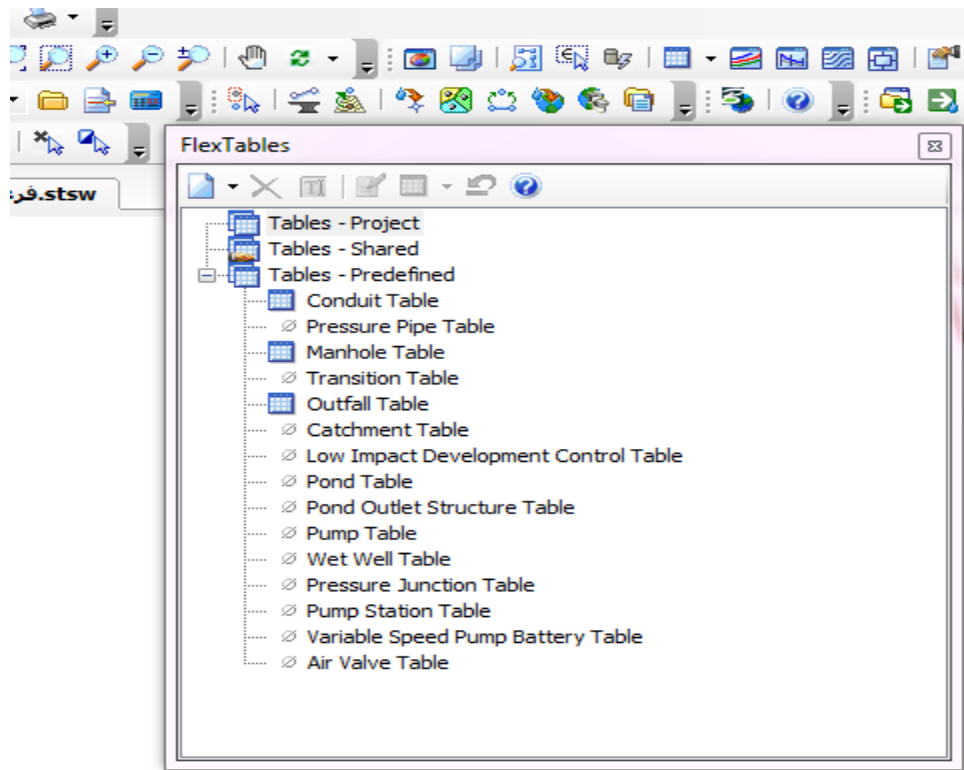 فر.stsw
FlexTables
Tables - Project
Tables - Shared
Tables - Predefined
Conduit Table
Pressure Pipe Table
Manhole Table
Transition Table
Outfall Table
Catchment Table
Low Impact Development Control Table
Pond Table
Pond Outlet Structure Table
Pump Table
Wet Well Table
Pressure Junction Table
Pump Station Table
Variable Speed Pump Battery Table
Air Valve Table